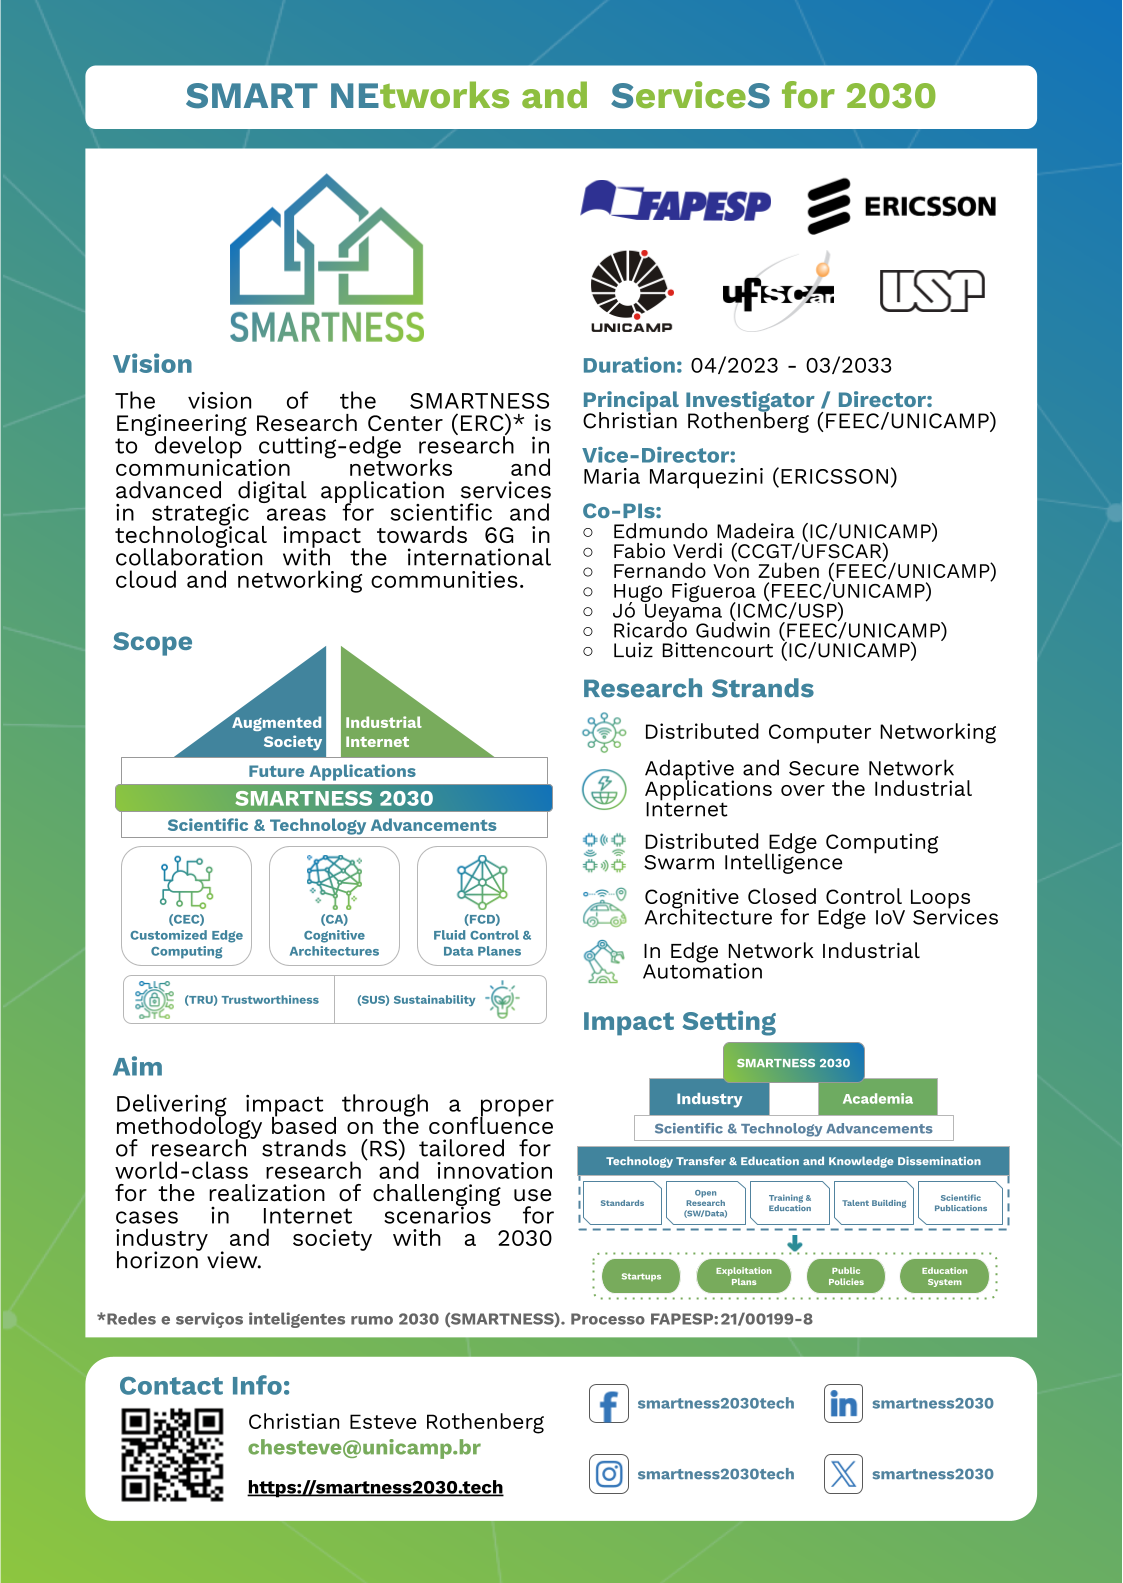 SMART NEtworks and ServiceS for 2030
SMARTNESS
FAPESP
ERICSSON
UNICAMP
ufscar
USP
Vision
The vision of the SMARTNESS
Engineering Research Center (ERC)* is
to develop cutting-edge research in
communication networks and
advanced digital application services
in strategic areas for scientific and
technological impact towards 6G in
collaboration with the international
cloud and networking communities.
Scope
Augmented
Society
Industrial
Internet
Future Applications
SMARTNESS 2030
Scientific & Technology Advancements
(CEC)
Customized Edge
Computing
(CA)
Cognitive
Architectures
(FCD)
Fluid Control &
Data Planes
(TRU) Trustworthiness
(SUS) Sustainability
Aim
Delivering impact through a proper
methodology based on the confluence
of research strands (RS) tailored for
world-class research and innovation
for the realization of challenging use
cases in Internet scenarios for
industry and society with a 2030
horizon view.
Duration: 04/2023 - 03/2033
Principal Investigator / Director:
Christian Rothenberg (FEEC/UNICAMP)
Vice-Director:
Maria Marquezini (ERICSSON)
Co-PIs:
○ Edmundo Madeira (IC/UNICAMP)
○ Fabio Verdi (CCGT/UFSCAR)
○ Fernando Von Zuben (FEEC/UNICAMP)
○ Hugo Figueroa (FEEC/UNICAMP)
○ Jó Ueyama (ICMC/USP)
○ Ricardo Gudwin (FEEC/UNICAMP)
○ Luiz Bittencourt (IC/UNICAMP)
Research Strands
Distributed Computer Networking
Adaptive and Secure Network
Applications over the Industrial
Internet
Distributed Edge Computing
Swarm Intelligence
Cognitive Closed Control Loops
Architecture for Edge IoV Services
In Edge Network Industrial
Automation
Impact Setting
SMARTNESS 2030
Industry
Academia
Scientific & Technology Advancements
Technology Transfer & Education and Knowledge Dissemination
Standards
Open
Research
(SW/Data)
Training &
Education
Talent Building
Scientific
Publications
Startups
Exploitation
Plans
Public
Policies
Education
System
*Redes e serviços inteligentes rumo 2030 (SMARTNESS). Processo FAPESP: 21/00199-8
Contact Info:
Christian Esteve Rothenberg
chesteve@unicamp.br
https://smartness2030.tech
smartness2030tech
smartness2030
smartness2030tech
smartness2030